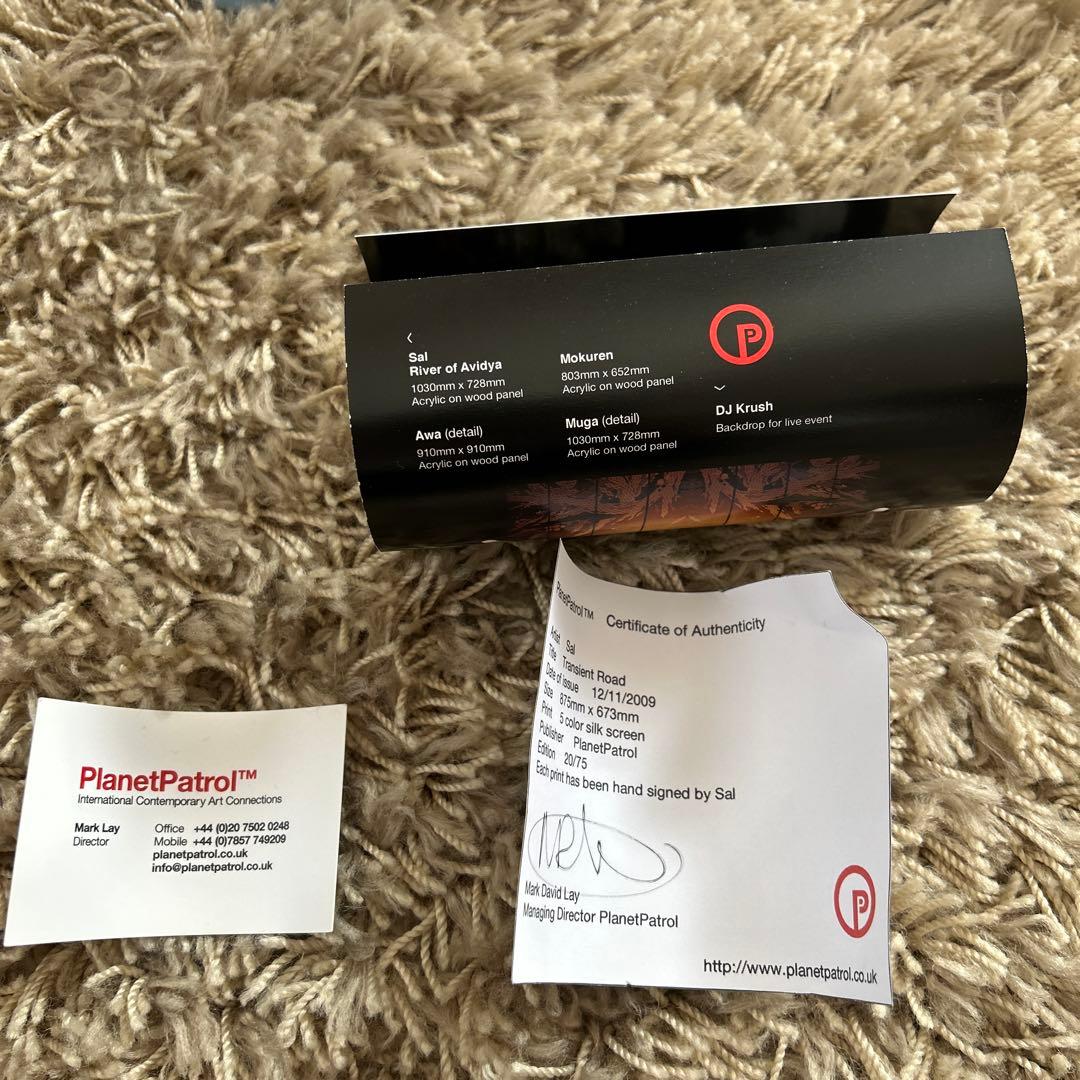 Sal
River of Avidya
1030mm x 728mm
Acrylic on wood panel
Awa (detail)
910mm x 910mm
Acrylic on wood panel
Mokuren
803mm x 652mm
Acrylic on wood panel
Muga (detail)
1030mm x 728mm
Acrylic on wood panel
P
DJ Krush
Backdrop for live event
PlanetPatrol™ Certificate of Authenticity
Artist Sal
Title Transient Road
Date of issue 12/11/2009
Size 875mm x 673mm
Print 5 color silk screen
Publisher PlanetPatrol
Edition 20/75
Each print has been hand signed by Sal
Mark David Lay
Managing Director PlanetPatrol
P
http://www.planetpatrol.co.uk
PlanetPatrol™
International Contemporary Art Connections
Mark Lay
Director
Office +44 (0)20 7502 0248
Mobile +44 (0)7857 749209
planetpatrol.co.uk
info@planetpatrol.co.uk